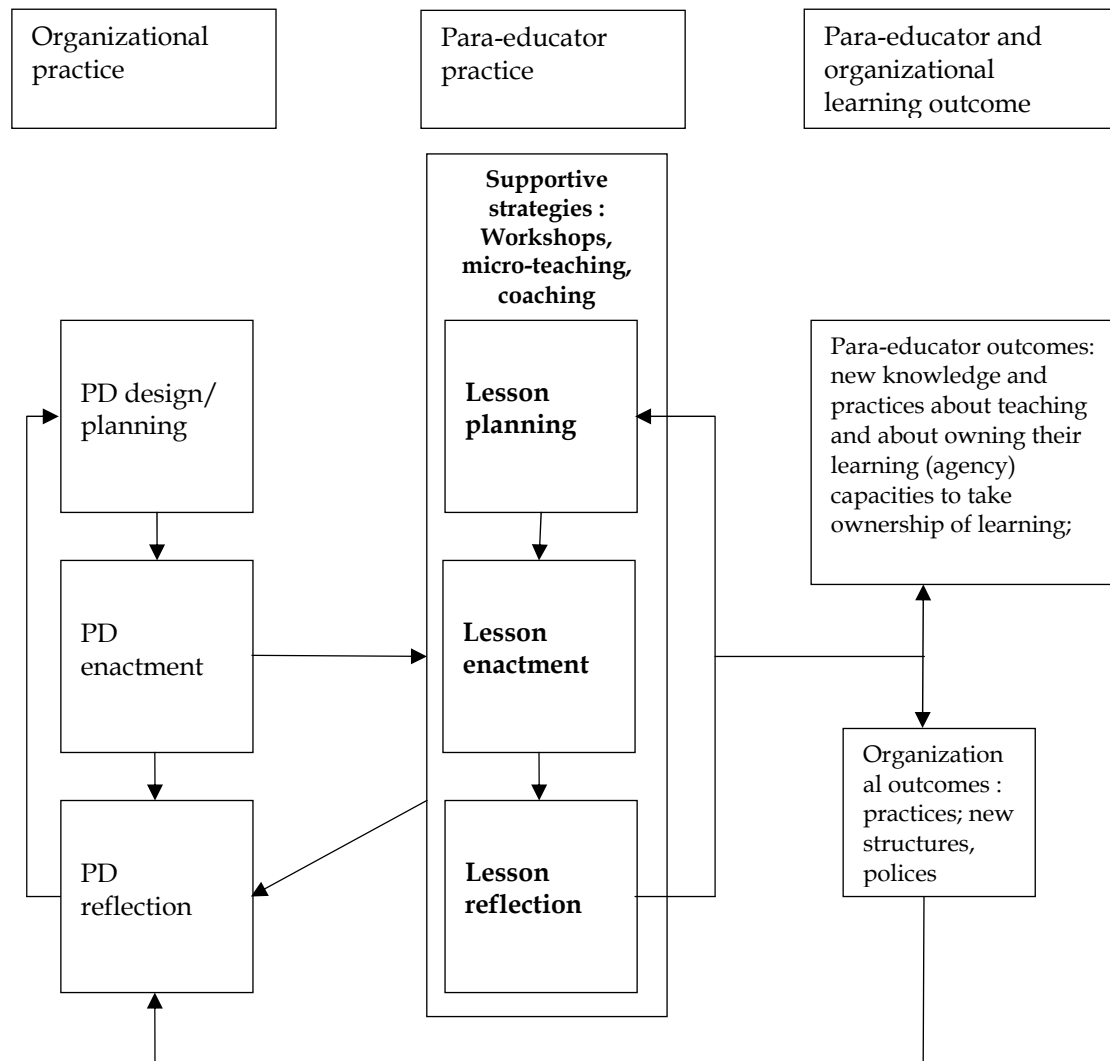 Organizational
practice
Para-educator
practice
Para-educator and
organizational
learning outcome
Supportive
strategies :
Workshops,
micro-teaching,
coaching
PD design/
planning
Lesson
planning
Para-educator outcomes:
new knowledge and
practices about teaching
and about owning their
learning (agency)
capacities to take
ownership of learning;
PD
enactment
Lesson
enactment
PD
reflection
Lesson
reflection
Organization
al outcomes :
practices; new
structures,
polices